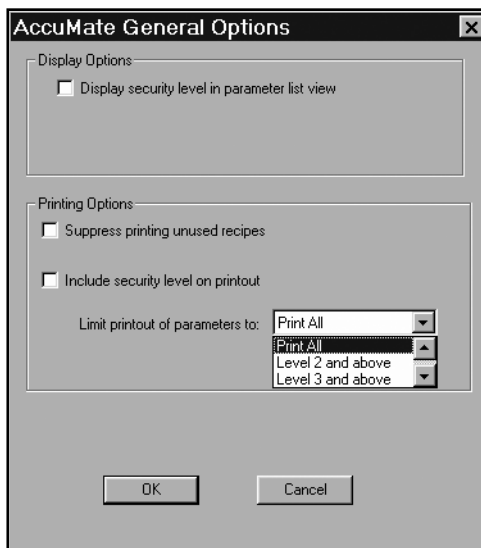 AccuMate General Options
Display Options
Display security level in parameter list view
Printing Options
Suppress printing unused recipes
Include security level on printout
Limit printout of parameters to: Print All
Print All
Level 2 and above
Level 3 and above
OK Cancel